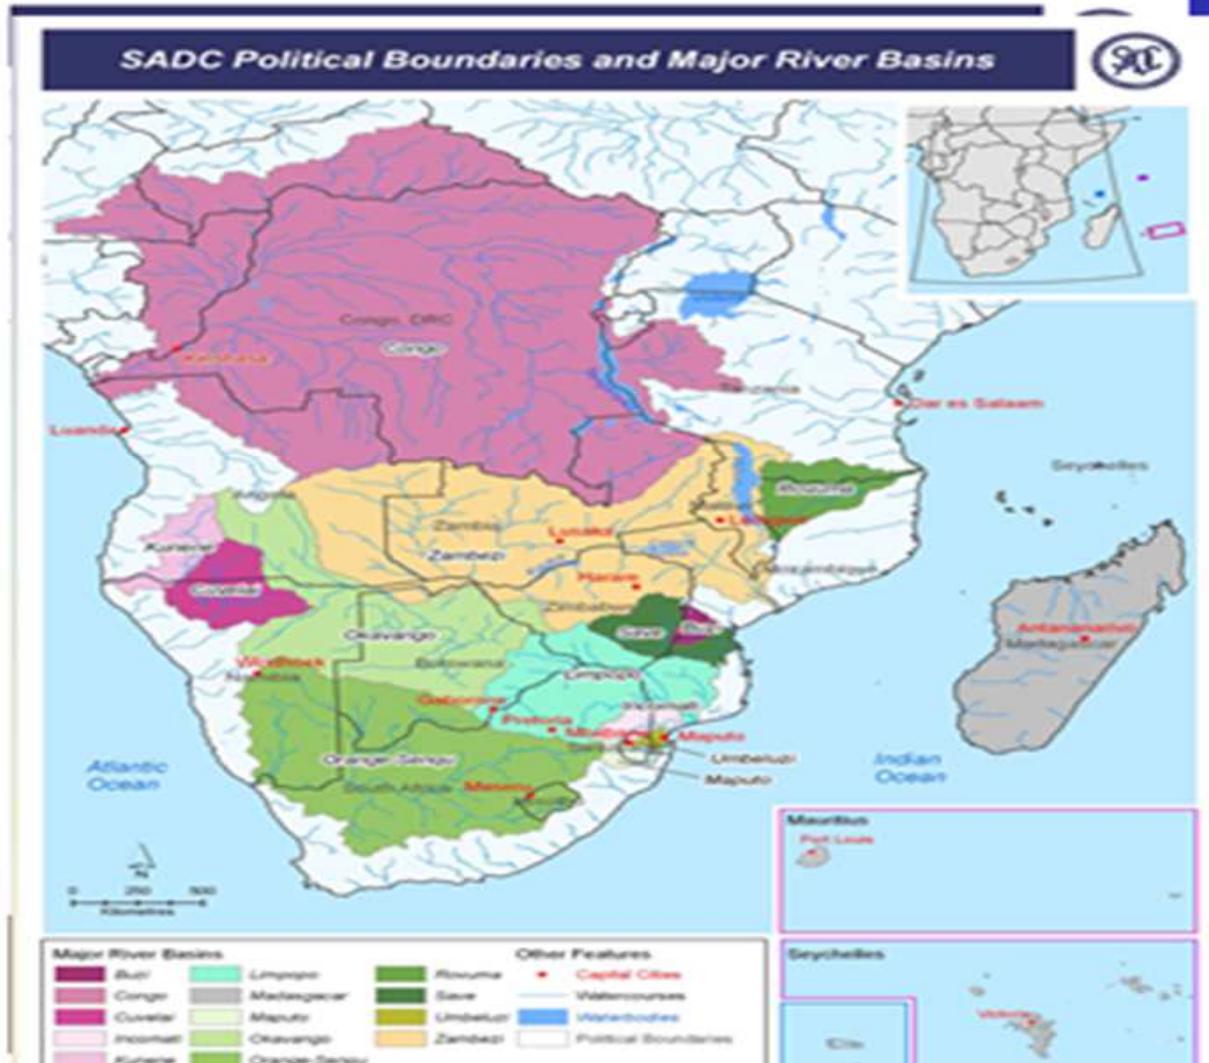 SADC Political Boundaries and Major River Basins
Congo, DRC
Congo
Kinshasa
Tanzania
Dar es Salaam
Luanda
Seychelles
Angola
Rovuma
Zambia
Lusaka
Lilongwe
Kunene
Zambezi
Mozambique
Harare
Cuvelai
Zimbabwe
Okavango
Save
Buzi
Antananarivo
Madagascar
Windhoek
Namibia
Botswana
Limpopo
Gaborone
Incomati
Pretoria
Mbabane
Maputo
Orange-Senqu
Umbeluzi
Maputo
South Africa
Maseru
Atlantic
Ocean
Indian
Ocean
Mauritius
Port Louis
N
0 250 500
Kilometres
Major River Basins
Other Features
Buzi
Limpopo
Rovuma
Capital Cities
Congo
Madagascar
Save
Watercourses
Cuvelai
Maputo
Umbeluzi
Waterbodies
Incomati
Okavango
Zambezi
Political Boundaries
Kunene
Orange-Senqu
Seychelles
Victoria